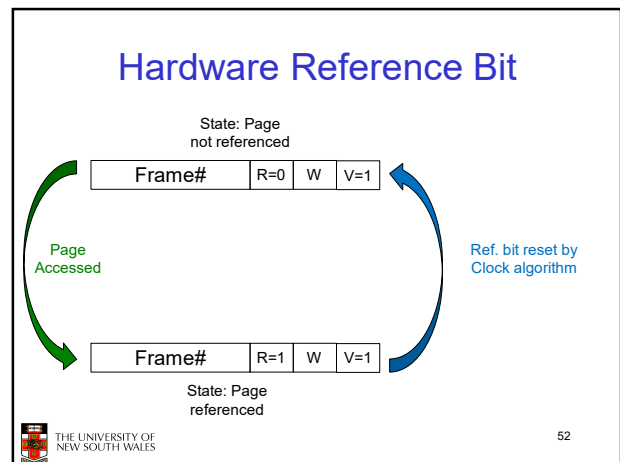 Hardware Reference Bit
State: Page
not referenced
Frame# R=0 W V=1
Page
Accessed
Ref. bit reset by
Clock algorithm
Frame# R=1 W V=1
State: Page
referenced
THE UNIVERSITY OF
NEW SOUTH WALES
52